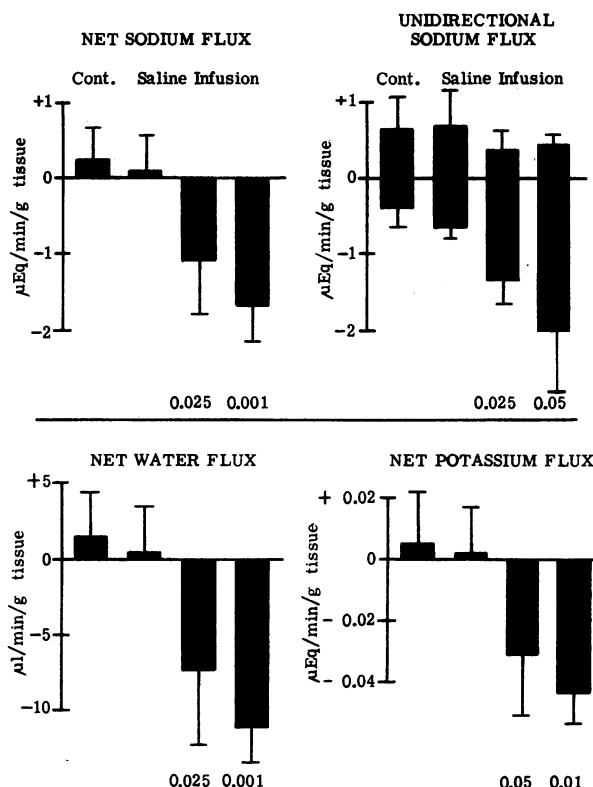 NET SODIUM FLUX
Cont. Saline Infusion
+1
0
-1
-2
μEq/min/g tissue
0.025 0.001
UNIDIRECTIONAL
SODIUM FLUX
Cont. Saline Infusion
+1
0
-1
-2
μEq/min/g tissue
0.025 0.05
NET WATER FLUX
+5
0
-5
-10
μl/min/g tissue
0.025 0.001
NET POTASSIUM FLUX
+ 0.02
0
- 0.02
- 0.04
μEq/min/g tissue
0.05 0.01